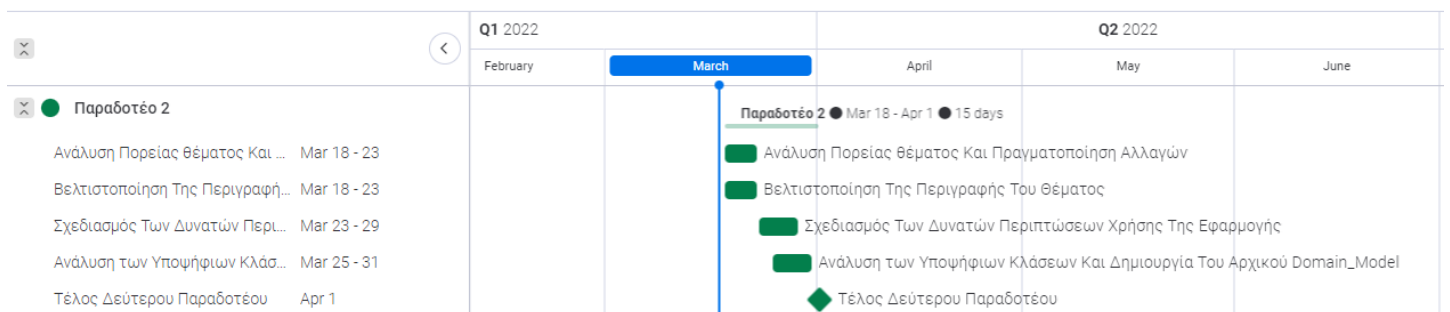 Q1 2022
Q2 2022
February
March
April
May
June
Παραδοτέο 2
Παραδοτέο 2 ● Mar 18 - Apr 1 ● 15 days
Ανάλυση Πορείας θέματος Και ... Mar 18 - 23
Ανάλυση Πορείας θέματος Και Πραγματοποίηση Αλλαγών
Βελτιστοποίηση Της Περιγραφή... Mar 18 - 23
Βελτιστοποίηση Της Περιγραφής Του Θέματος
Σχεδιασμός Των Δυνατών Περι... Mar 23 - 29
Σχεδιασμός Των Δυνατών Περιπτώσεων Χρήσης Της Εφαρμογής
Ανάλυση των Υποψήφιων Κλάσ... Mar 25 - 31
Ανάλυση των Υποψήφιων Κλάσεων Και Δημιουργία Του Αρχικού Domain_Model
Τέλος Δεύτερου Παραδοτέου Apr 1
Τέλος Δεύτερου Παραδοτέου